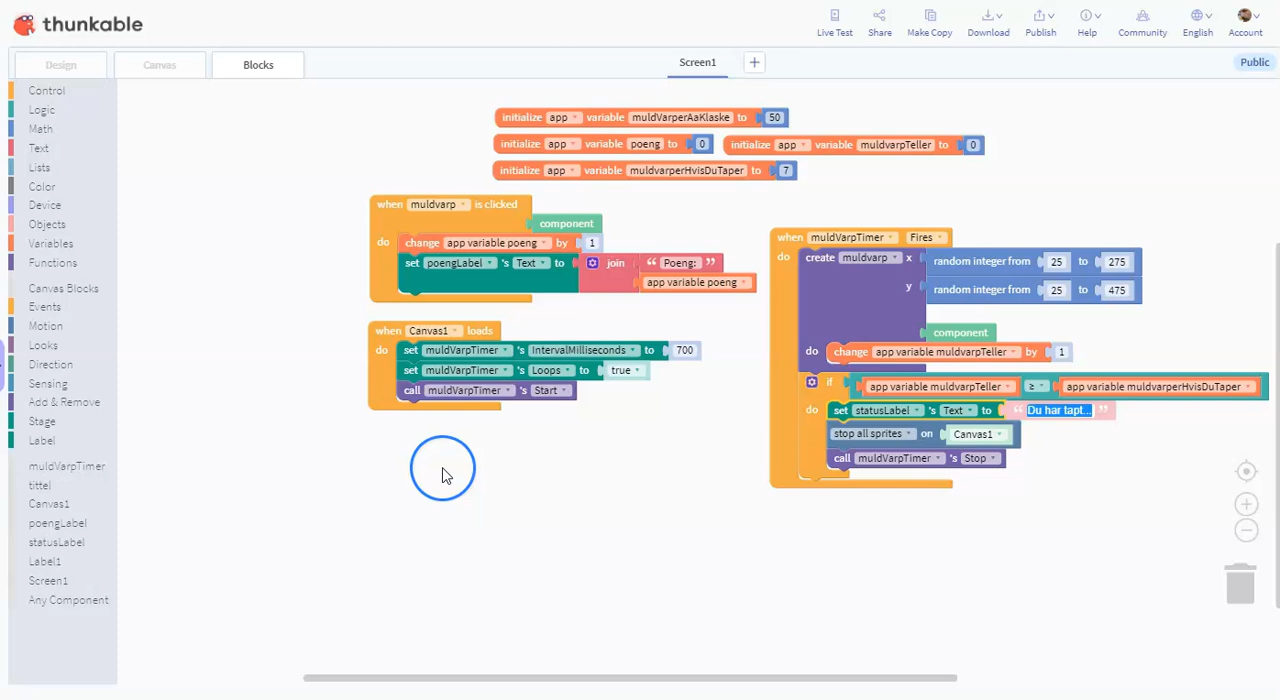 thunkable
Live Test
Share
Make Copy
Download
Publish
Help
Community
English
Account
Design
Canvas
Blocks
Screen1
+
Public
Control
Logic
Math
Text
Lists
Color
Device
Objects
Variables
Functions
Canvas Blocks
Events
Motion
Looks
Direction
Sensing
Add & Remove
Stage
Label
muldVarpTimer
tittel
Canvas1
poengLabel
statusLabel
Label1
Screen1
Any Component
initialize app variable muldVarperAaKlaske to 50
initialize app variable poeng to 0
initialize app variable muldvarpTeller to 0
initialize app variable muldvarperHvisDuTaper to 7
when muldvarp is clicked
component
do change app variable poeng by 1
set poengLabel 's Text to join “ Poeng: ”
app variable poeng
when Canvas1 loads
do set muldVarpTimer 's IntervalMilliseconds to 700
set muldVarpTimer 's Loops to true
call muldVarpTimer 's Start
when muldVarpTimer Fires
do create muldvarp x random integer from 25 to 275
y random integer from 25 to 475
component
do change app variable muldvarpTeller by 1
if app variable muldvarpTeller ≥ app variable muldvarperHvisDuTaper
do set statusLabel 's Text to “ Du har tapt... ”
stop all sprites on Canvas1
call muldVarpTimer 's Stop